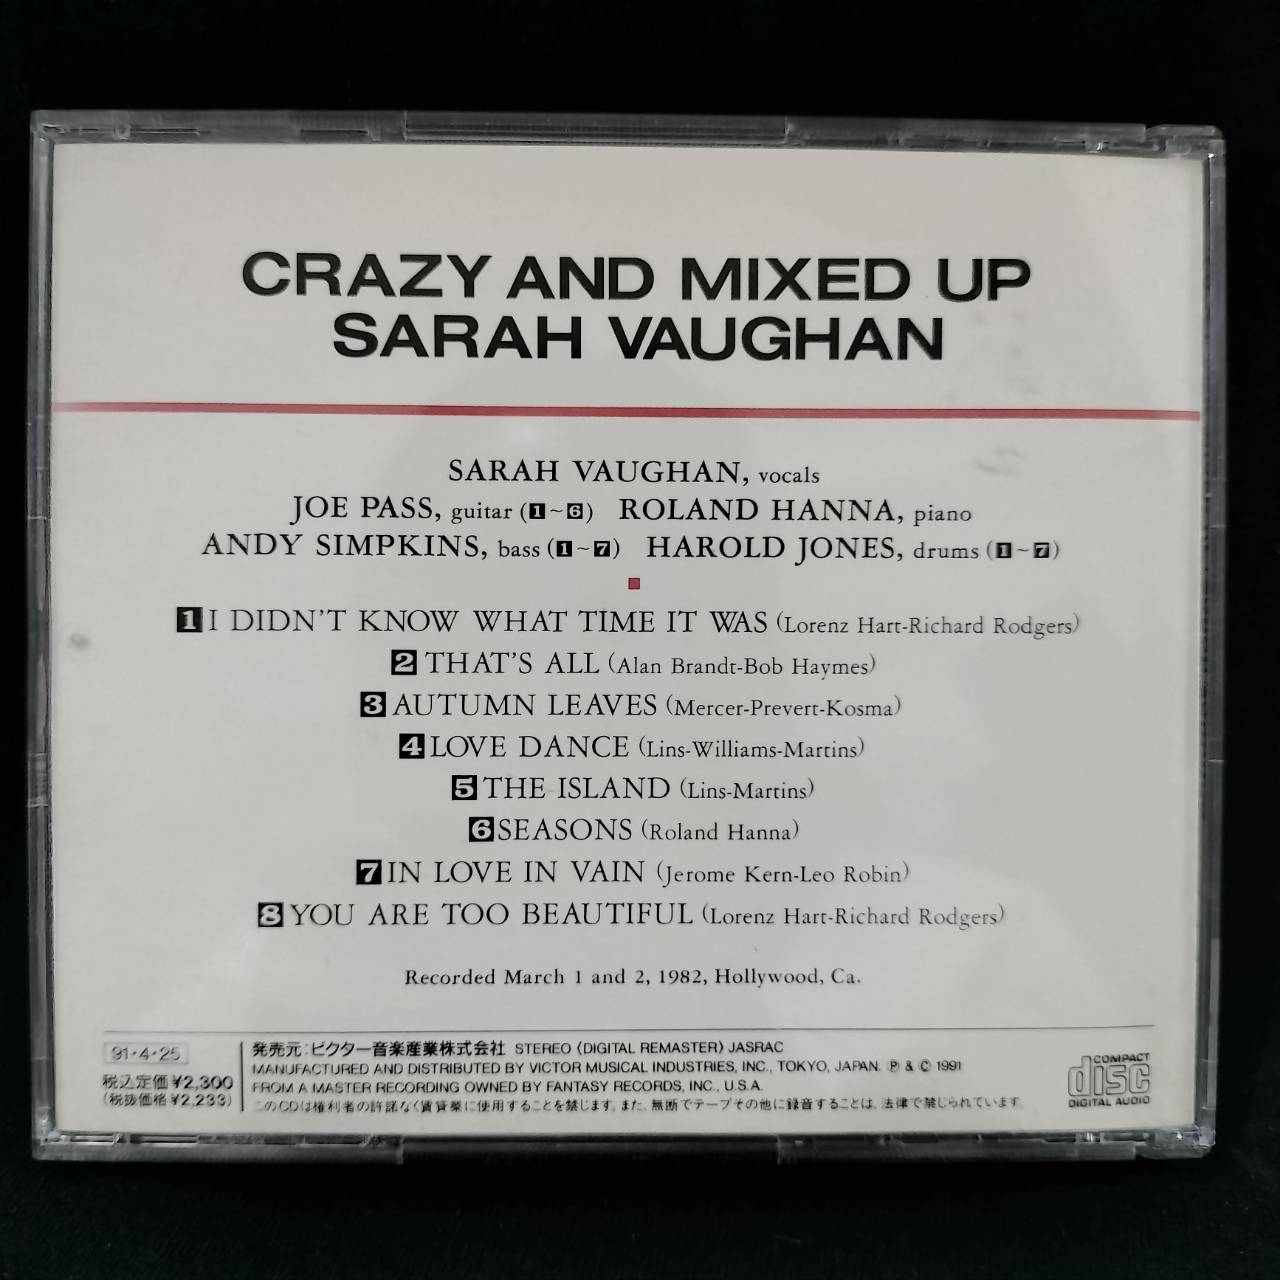 CRAZY AND MIXED UP
SARAH VAUGHAN
SARAH VAUGHAN, vocals
JOE PASS, guitar (1~6) ROLAND HANNA, piano
ANDY SIMPKINS, bass (1~7) HAROLD JONES, drums (1~7)
1 I DIDN'T KNOW WHAT TIME IT WAS (Lorenz Hart-Richard Rodgers)
2 THAT'S ALL (Alan Brandt-Bob Haymes)
3 AUTUMN LEAVES (Mercer-Prevert-Kosma)
4 LOVE DANCE (Lins-Williams-Martins)
5 THE ISLAND (Lins-Martins)
6 SEASONS (Roland Hanna)
7 IN LOVE IN VAIN (Jerome Kern-Leo Robin)
8 YOU ARE TOO BEAUTIFUL (Lorenz Hart-Richard Rodgers)
Recorded March 1 and 2, 1982, Hollywood, Ca.
91・4・25
税込定価¥2,300
(税抜価格¥2,233)
発売元:ビクター音楽産業株式会社 STEREO 〈DIGITAL REMASTER〉 JASRAC
MANUFACTURED AND DISTRIBUTED BY VICTOR MUSICAL INDUSTRIES, INC., TOKYO, JAPAN. Ⓟ & © 1991
FROM A MASTER RECORDING OWNED BY FANTASY RECORDS, INC., U.S.A.
このCDは権利者の許諾なく賃貸業に使用することを禁じます。また、無断でテープその他に録音することは、法律で禁じられています。
COMPACT
disc
DIGITAL AUDIO